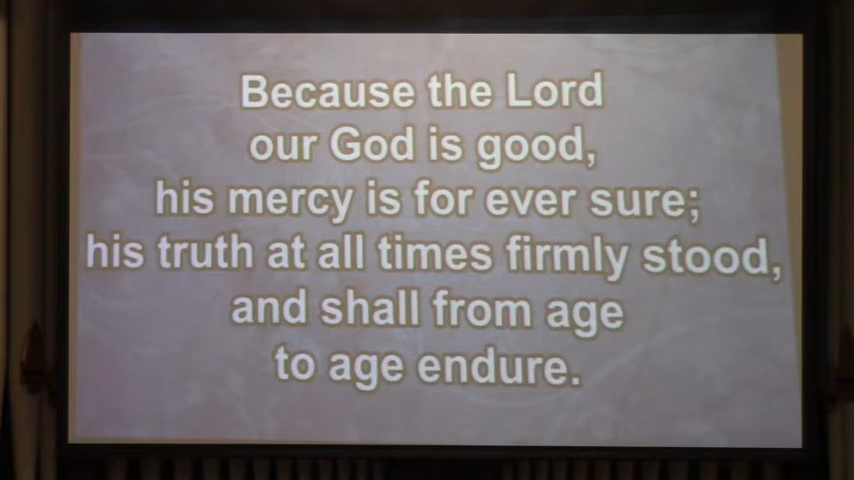 Because the Lord
our God is good,
his mercy is for ever sure;
his truth at all times firmly stood,
and shall from age
to age endure.